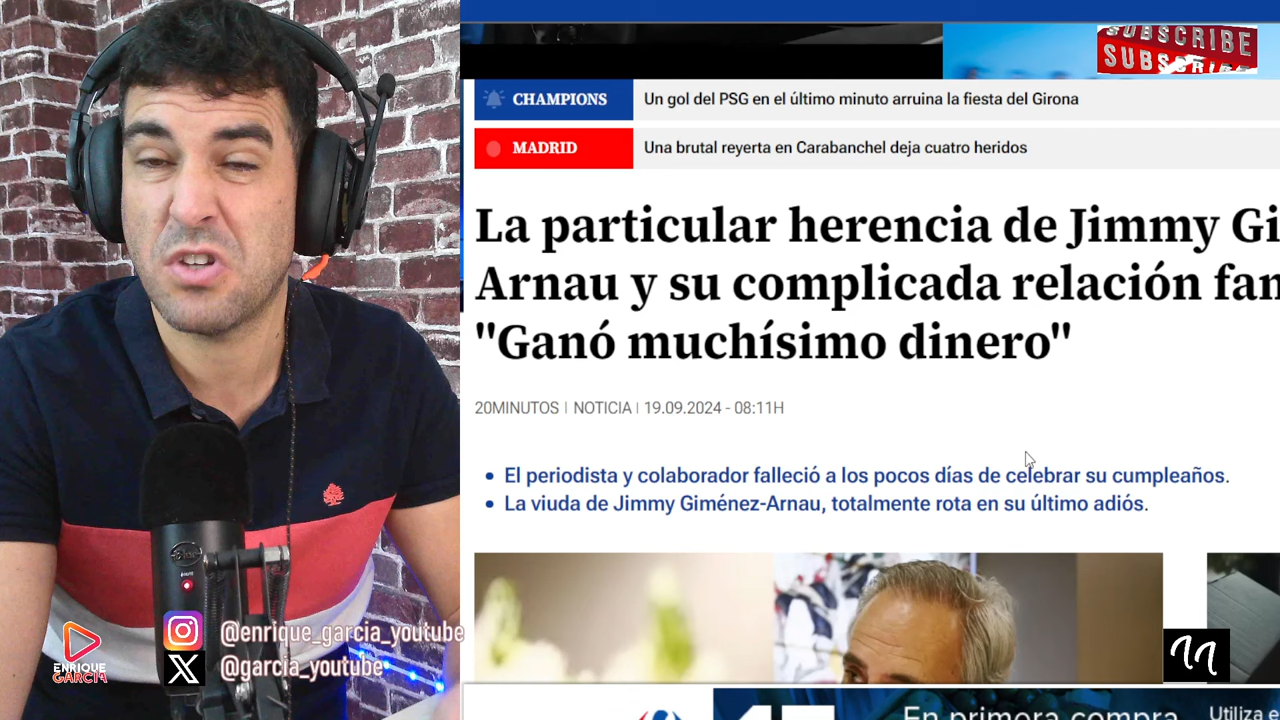 SUBSCRIBE
SUBSCRIBE
CHAMPIONS
Un gol del PSG en el último minuto arruina la fiesta del Girona
MADRID
Una brutal reyerta en Carabanchel deja cuatro heridos
La particular herencia de Jimmy Gi
Arnau y su complicada relación fam
"Ganó muchísimo dinero"
20MINUTOS | NOTICIA | 19.09.2024 - 08:11H
• El periodista y colaborador falleció a los pocos días de celebrar su cumpleaños.
• La viuda de Jimmy Giménez-Arnau, totalmente rota en su último adiós.
@enrique_garcia_youtube
@garcia_youtube
ENRIQUE
GARCIA
En primera compra
Utiliza e